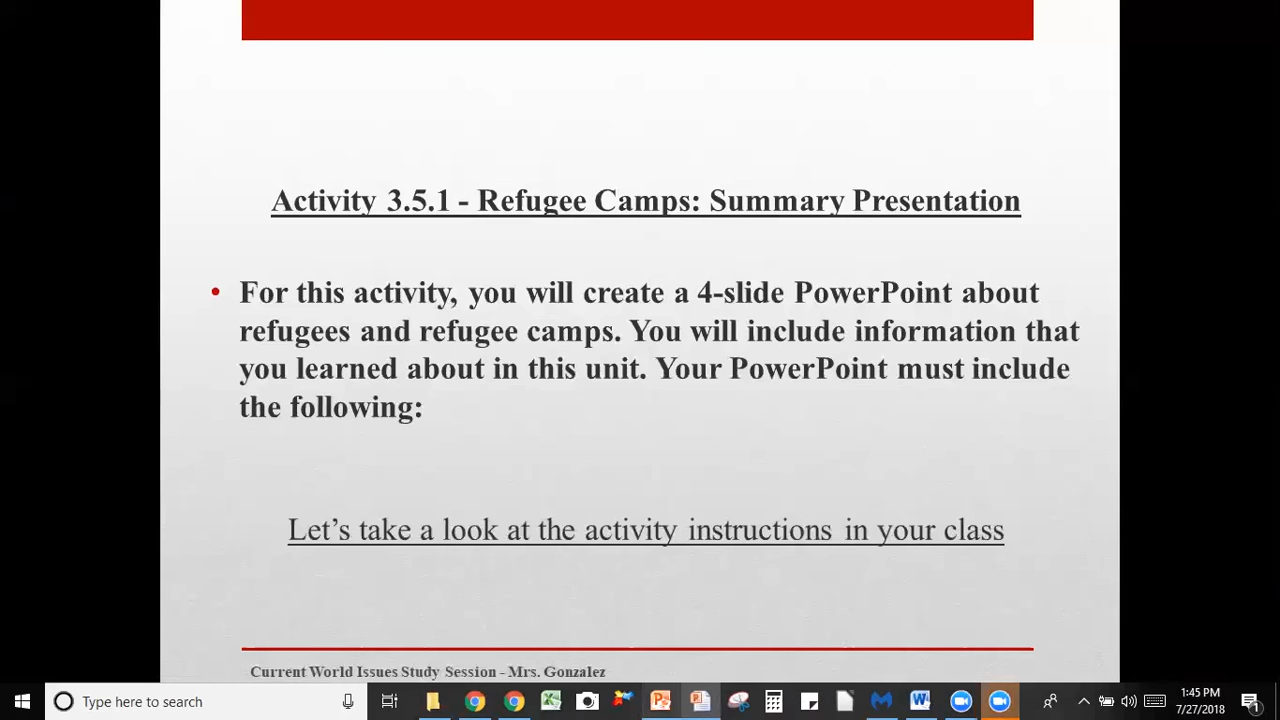 Activity 3.5.1 - Refugee Camps: Summary Presentation
• For this activity, you will create a 4-slide PowerPoint about
refugees and refugee camps. You will include information that
you learned about in this unit. Your PowerPoint must include
the following:
Let’s take a look at the activity instructions in your class
Current World Issues Study Session - Mrs. Gonzalez
Type here to search
1:45 PM
7/27/2018
1